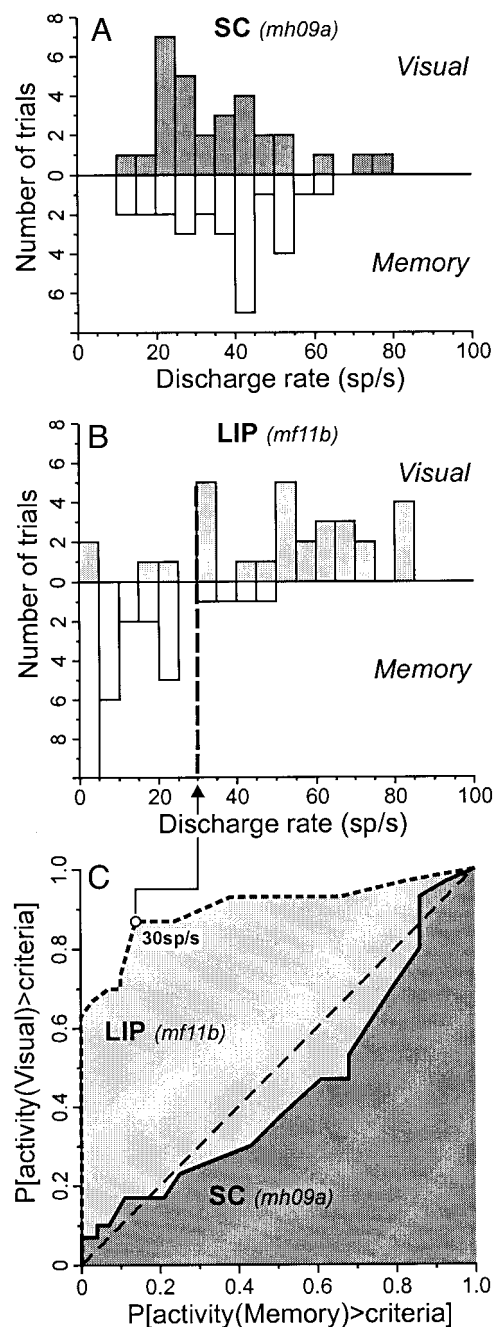 A
SC (mh09a)
Visual
Memory
Number of trials
8
6
4
2
0
2
4
6
0 20 40 60 80 100
Discharge rate (sp/s)
B
LIP (mf11b)
Visual
Memory
Number of trials
8
6
4
2
0
2
4
6
8
0 20 40 60 80 100
Discharge rate (sp/s)
C
30sp/s
LIP (mf11b)
SC (mh09a)
P[activity(Visual)>criteria]
1.0
0.8
0.6
0.4
0.2
0
0 0.2 0.4 0.6 0.8 1.0
P[activity(Memory)>criteria]